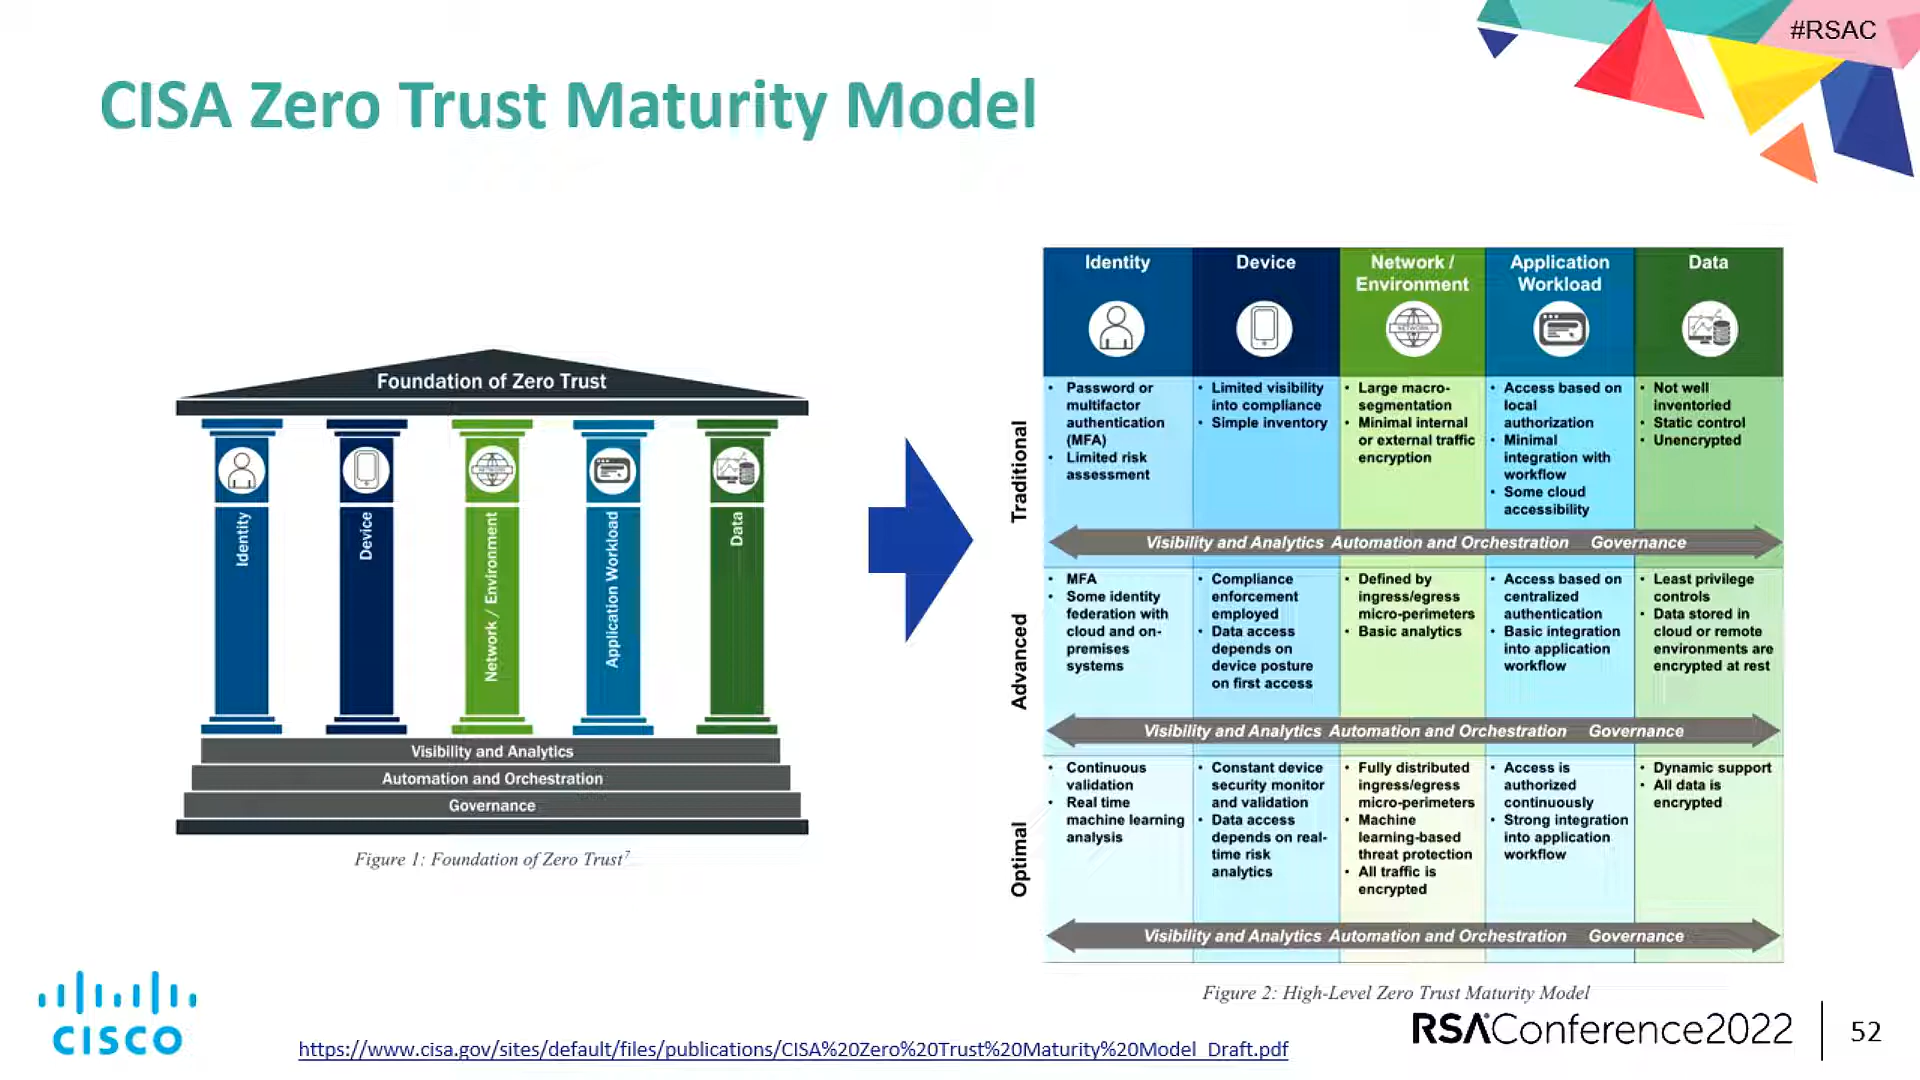 #RSAC
CISA Zero Trust Maturity Model
Foundation of Zero Trust
Identity
Device
Network / Environment
Application Workload
Data
Visibility and Analytics
Automation and Orchestration
Governance
Figure 1: Foundation of Zero Trust7
Identity
Device
Network /
Environment
Application
Workload
Data
NETWORK
Traditional
• Password or
multifactor
authentication
(MFA)
• Limited risk
assessment
• Limited visibility
into compliance
• Simple inventory
• Large macro-
segmentation
• Minimal internal
or external traffic
encryption
• Access based on
local
authorization
• Minimal
integration with
workflow
• Some cloud
accessibility
• Not well
inventoried
• Static control
• Unencrypted
Visibility and Analytics Automation and Orchestration Governance
Advanced
• MFA
• Some identity
federation with
cloud and on-
premises
systems
• Compliance
enforcement
employed
• Data access
depends on
device posture
on first access
• Defined by
ingress/egress
micro-perimeters
• Basic analytics
• Access based on
centralized
authentication
• Basic integration
into application
workflow
• Least privilege
controls
• Data stored in
cloud or remote
environments are
encrypted at rest
Visibility and Analytics Automation and Orchestration Governance
Optimal
• Continuous
validation
• Real time
machine learning
analysis
• Constant device
security monitor
and validation
• Data access
depends on real-
time risk
analytics
• Fully distributed
ingress/egress
micro-perimeters
• Machine
learning-based
threat protection
• All traffic is
encrypted
• Access is
authorized
continuously
• Strong integration
into application
workflow
• Dynamic support
• All data is
encrypted
Visibility and Analytics Automation and Orchestration Governance
Figure 2: High-Level Zero Trust Maturity Model
CISCO
https://www.cisa.gov/sites/default/files/publications/CISA%20Zero%20Trust%20Maturity%20Model_Draft.pdf
RSAConference2022
52